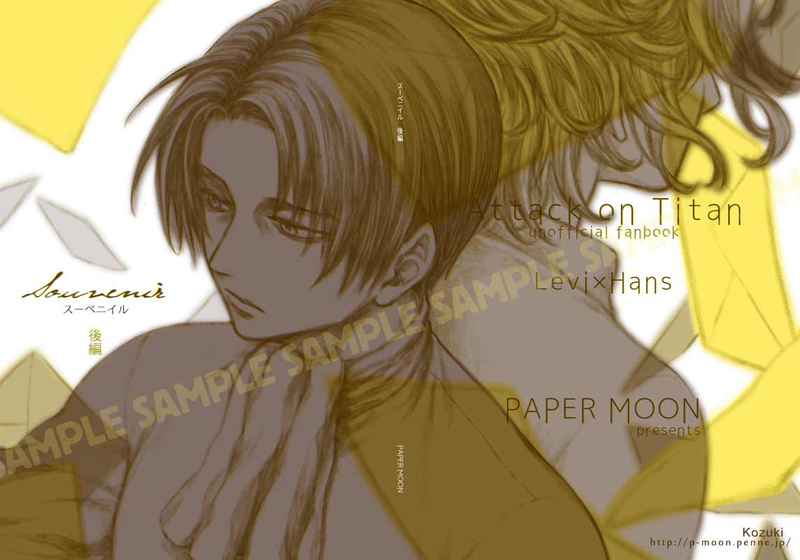 Souvenir
スーベニイル
後編
スーベニイル 後編
PAPER MOON
Attack on Titan
unofficial fanbook
Levi×Hans
PAPER MOON
presents
SAMPLE SAMPLE SAMPLE SAMPLE SAMPLE
Kozuki
http://p-moon.penne.jp/